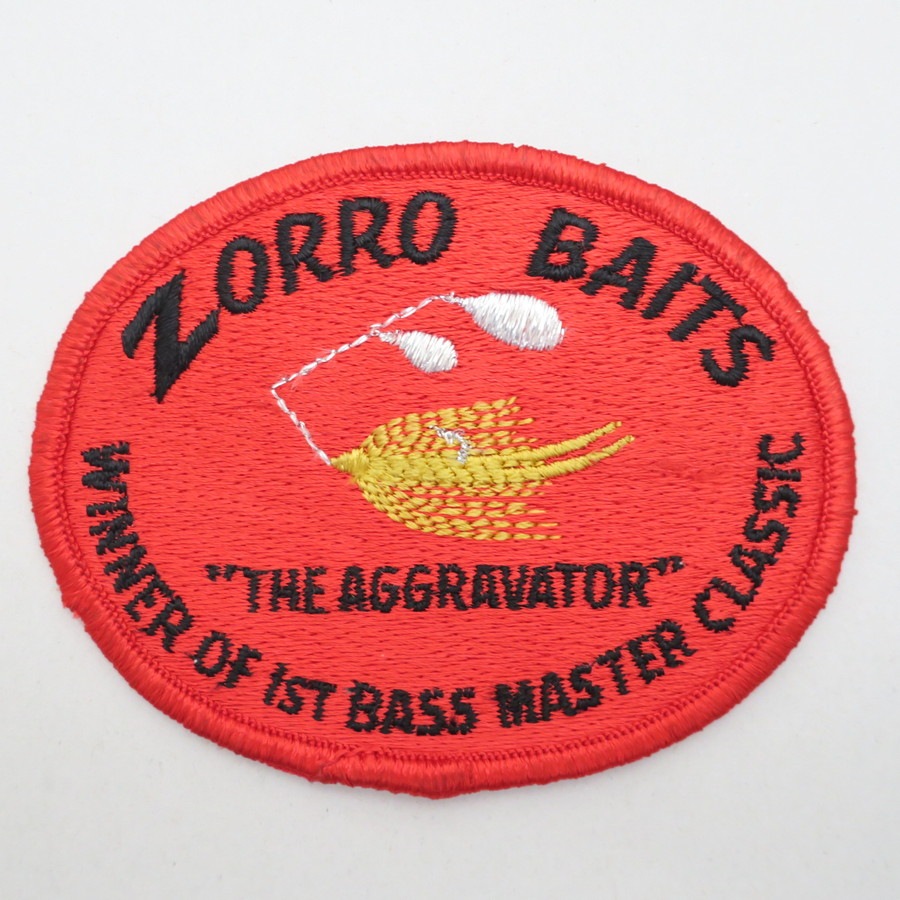 ZORRO BAITS
"THE AGGRAVATOR"
WINNER OF 1ST BASS MASTER CLASSIC